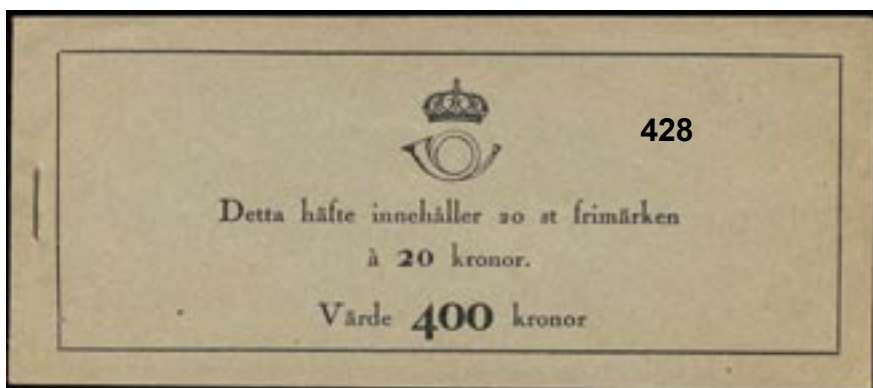 428
Detta häfte innehåller 20 st frimärken
à 20 kronor.
Värde 400 kronor